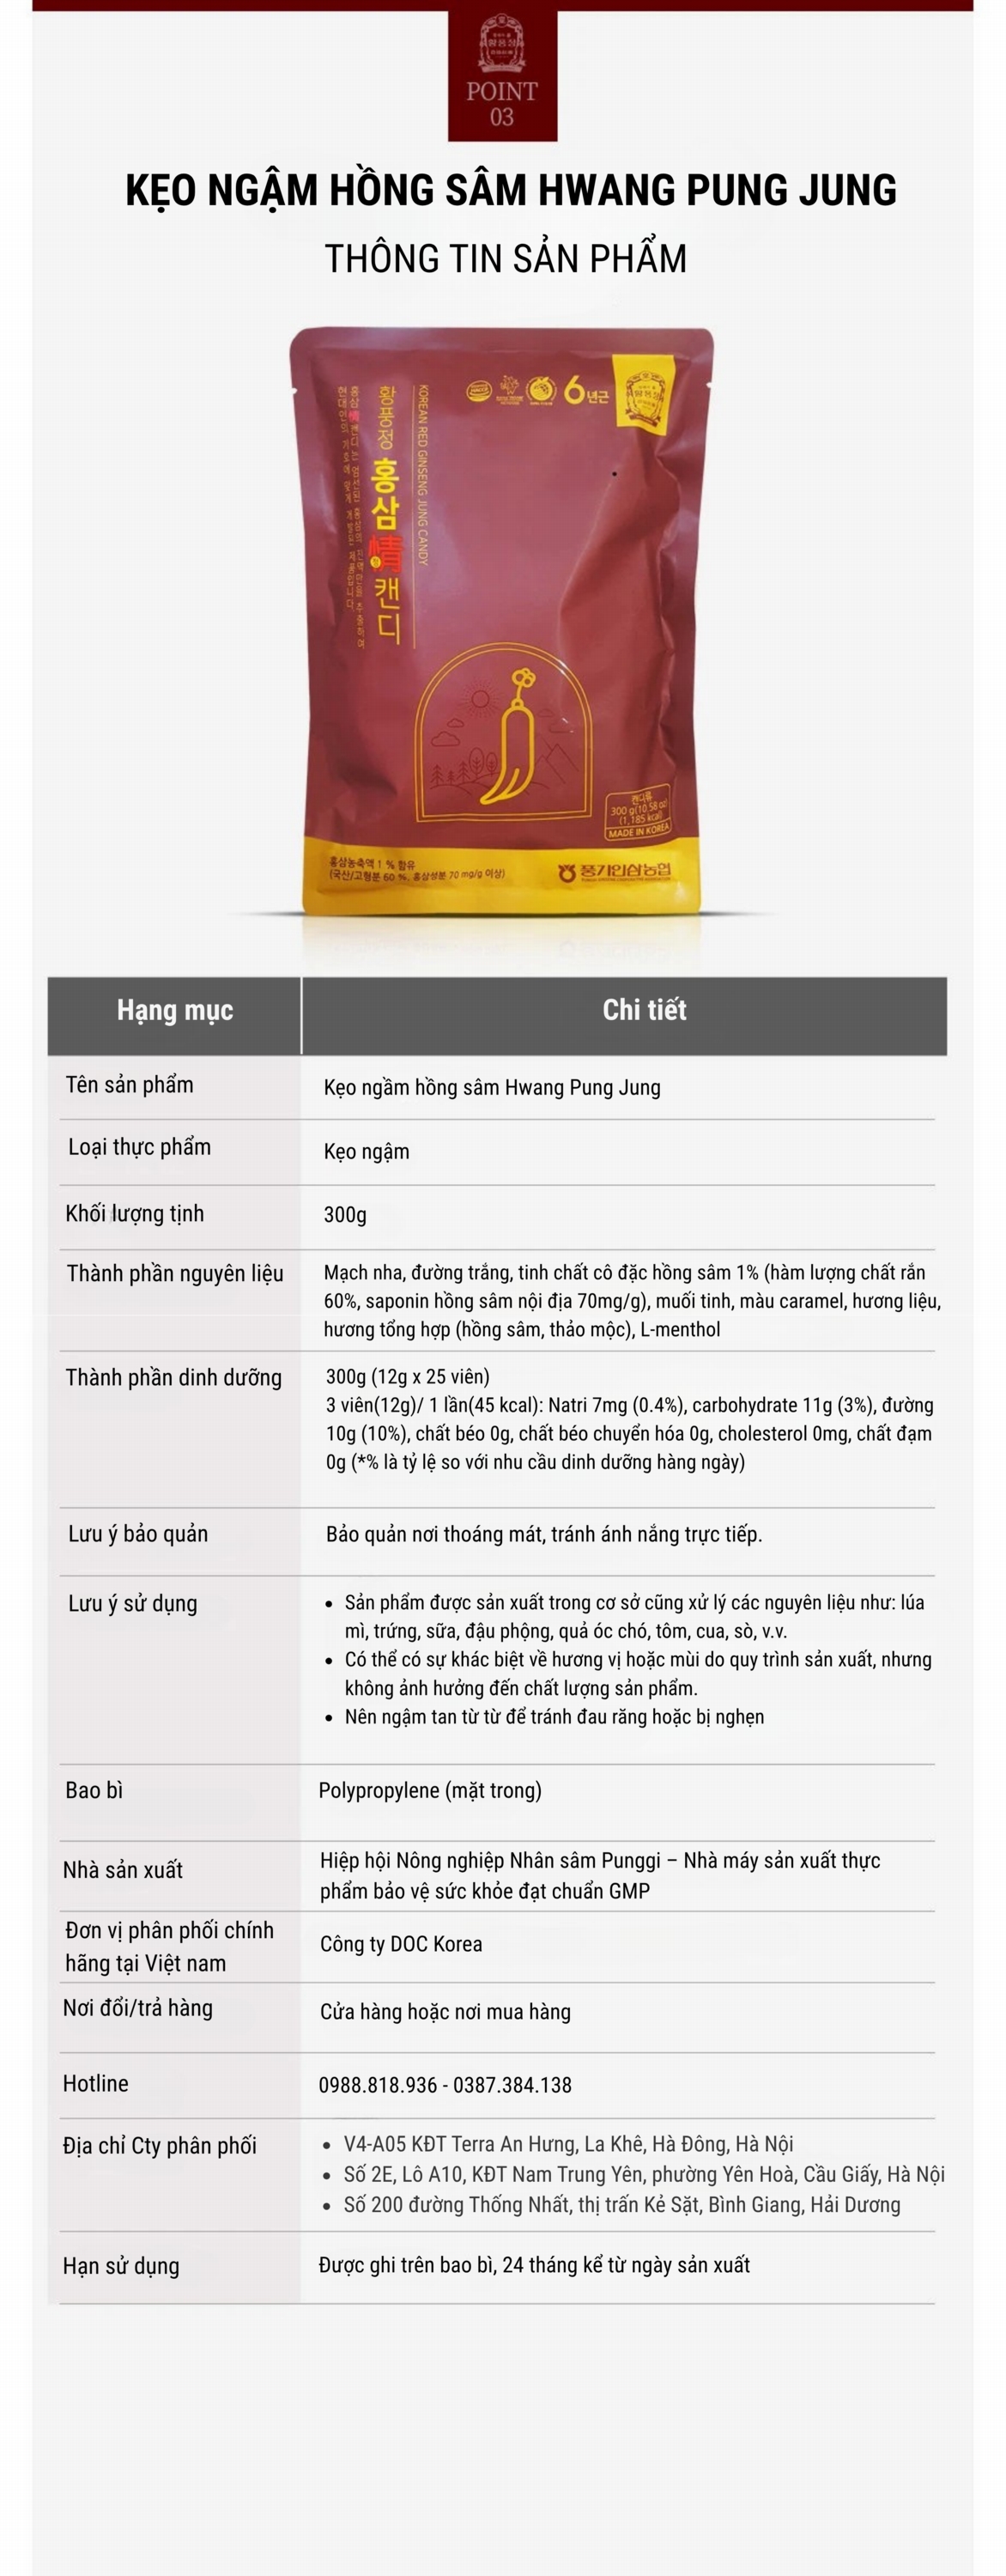 POINT
03
KẸO NGẬM HỒNG SÂM HWANG PUNG JUNG
THÔNG TIN SẢN PHẨM
6년근
KOREAN RED GINSENG JUNG CANDY
황풍정 홍삼情캔디
캔디류
300 g(10.58 oz)
(1,185 kcal)
MADE IN KOREA
홍삼농축액 1 % 함유
(국산/고형분 60 %, 홍삼성분 70 mg/g 이상)
풍기인삼농협
Hạng mục
Chi tiết
Tên sản phẩm
Kẹo ngầm hồng sâm Hwang Pung Jung
Loại thực phẩm
Kẹo ngậm
Khối lượng tịnh
300g
Thành phần nguyên liệu
Mạch nha, đường trắng, tinh chất cô đặc hồng sâm 1% (hàm lượng chất rắn
60%, saponin hồng sâm nội địa 70mg/g), muối tinh, màu caramel, hương liệu,
hương tổng hợp (hồng sâm, thảo mộc), L-menthol
Thành phần dinh dưỡng
300g (12g x 25 viên)
3 viên(12g)/ 1 lần(45 kcal): Natri 7mg (0.4%), carbohydrate 11g (3%), đường
10g (10%), chất béo 0g, chất béo chuyển hóa 0g, cholesterol 0mg, chất đạm
0g (*% là tỷ lệ so với nhu cầu dinh dưỡng hàng ngày)
Lưu ý bảo quản
Bảo quản nơi thoáng mát, tránh ánh nắng trực tiếp.
Lưu ý sử dụng
• Sản phẩm được sản xuất trong cơ sở cũng xử lý các nguyên liệu như: lúa
mì, trứng, sữa, đậu phộng, quả óc chó, tôm, cua, sò, v.v.
• Có thể có sự khác biệt về hương vị hoặc mùi do quy trình sản xuất, nhưng
không ảnh hưởng đến chất lượng sản phẩm.
• Nên ngậm tan từ từ để tránh đau răng hoặc bị nghẹn
Bao bì
Polypropylene (mặt trong)
Nhà sản xuất
Hiệp hội Nông nghiệp Nhân sâm Punggi – Nhà máy sản xuất thực
phẩm bảo vệ sức khỏe đạt chuẩn GMP
Đơn vị phân phối chính
hãng tại Việt nam
Công ty DOC Korea
Nơi đổi/trả hàng
Cửa hàng hoặc nơi mua hàng
Hotline
0988.818.936 - 0387.384.138
Địa chỉ Cty phân phối
• V4-A05 KĐT Terra An Hưng, La Khê, Hà Đông, Hà Nội
• Số 2E, Lô A10, KĐT Nam Trung Yên, phường Yên Hoà, Cầu Giấy, Hà Nội
• Số 200 đường Thống Nhất, thị trấn Kẻ Sặt, Bình Giang, Hải Dương
Hạn sử dụng
Được ghi trên bao bì, 24 tháng kể từ ngày sản xuất